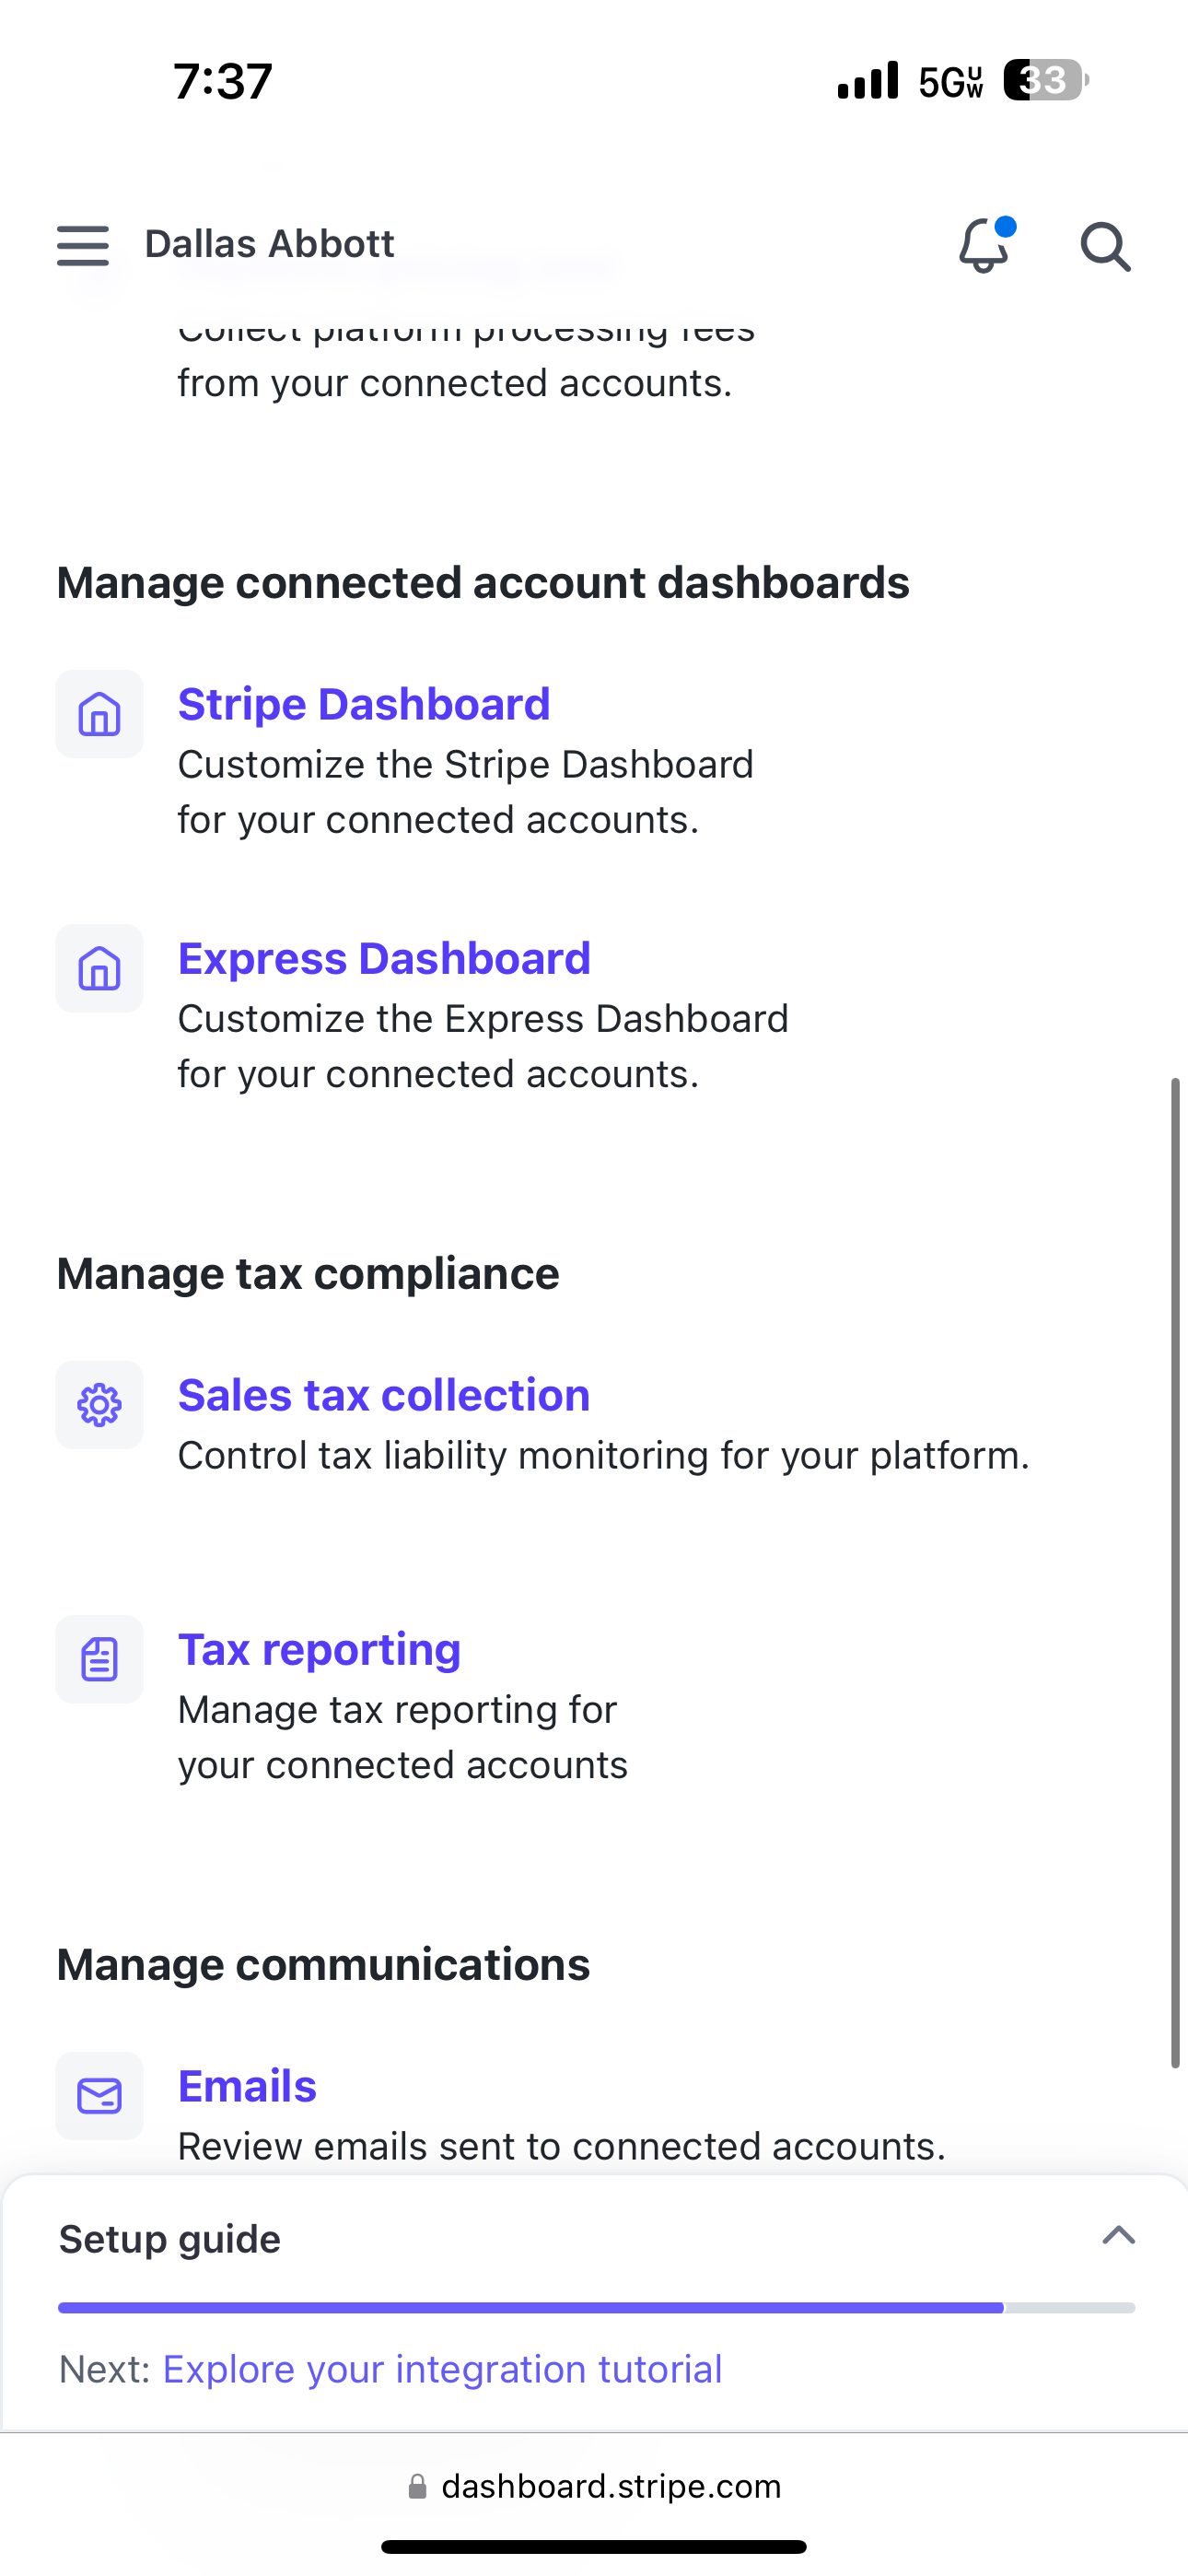 7:37
5G UW 33
Dallas Abbott
Collect platform processing fees
from your connected accounts.
Manage connected account dashboards
Stripe Dashboard
Customize the Stripe Dashboard
for your connected accounts.
Express Dashboard
Customize the Express Dashboard
for your connected accounts.
Manage tax compliance
Sales tax collection
Control tax liability monitoring for your platform.
Tax reporting
Manage tax reporting for
your connected accounts
Manage communications
Emails
Review emails sent to connected accounts.
Setup guide
Next: Explore your integration tutorial
dashboard.stripe.com